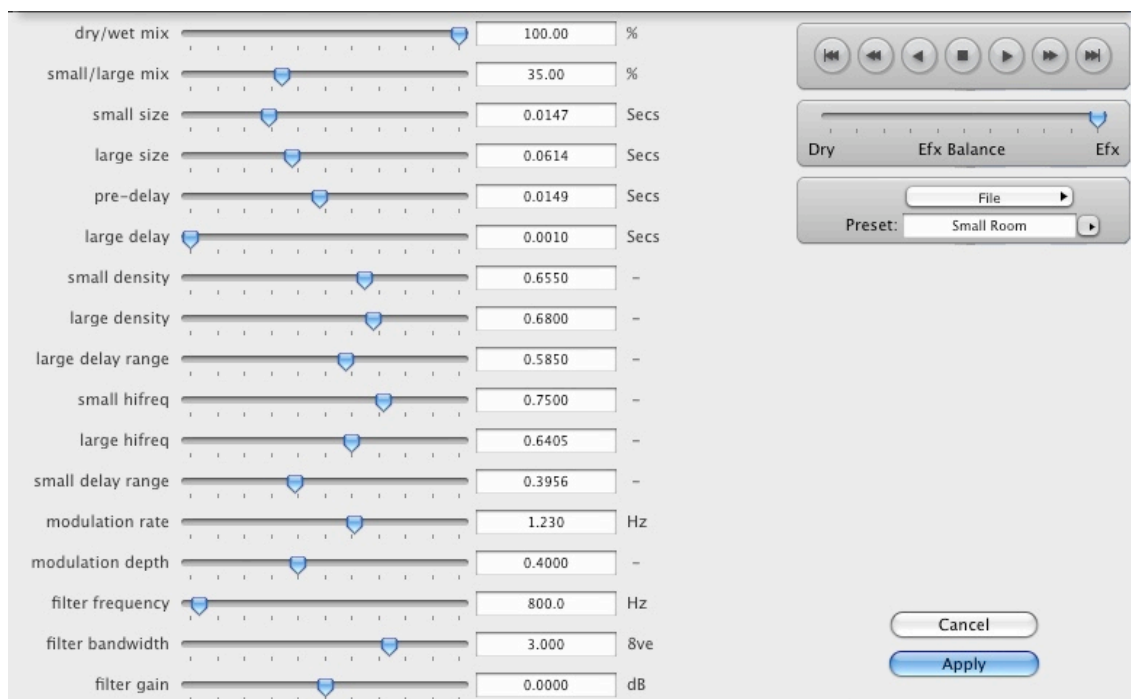 dry/wet mix 100.00 %
small/large mix 35.00 %
small size 0.0147 Secs
large size 0.0614 Secs
pre-delay 0.0149 Secs
large delay 0.0010 Secs
small density 0.6550 -
large density 0.6800 -
large delay range 0.5850 -
small hifreq 0.7500 -
large hifreq 0.6405 -
small delay range 0.3956 -
modulation rate 1.230 Hz
modulation depth 0.4000 -
filter frequency 800.0 Hz
filter bandwidth 3.000 8ve
filter gain 0.0000 dB
Dry Efx Balance Efx
File
Preset: Small Room
Cancel
Apply